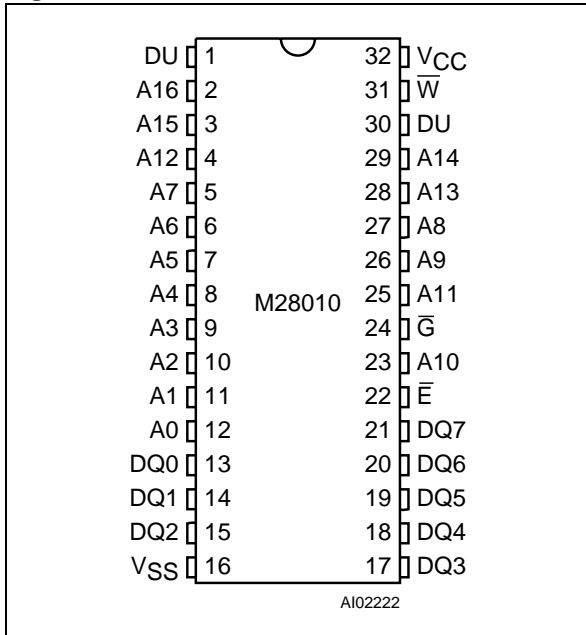 DU 1 32 VCC
A16 2 31 W̅
A15 3 30 DU
A12 4 29 A14
A7 5 28 A13
A6 6 27 A8
A5 7 26 A9
A4 8 25 A11
M28010
A3 9 24 G̅
A2 10 23 A10
A1 11 22 E̅
A0 12 21 DQ7
DQ0 13 20 DQ6
DQ1 14 19 DQ5
DQ2 15 18 DQ4
VSS 16 17 DQ3
AI02222